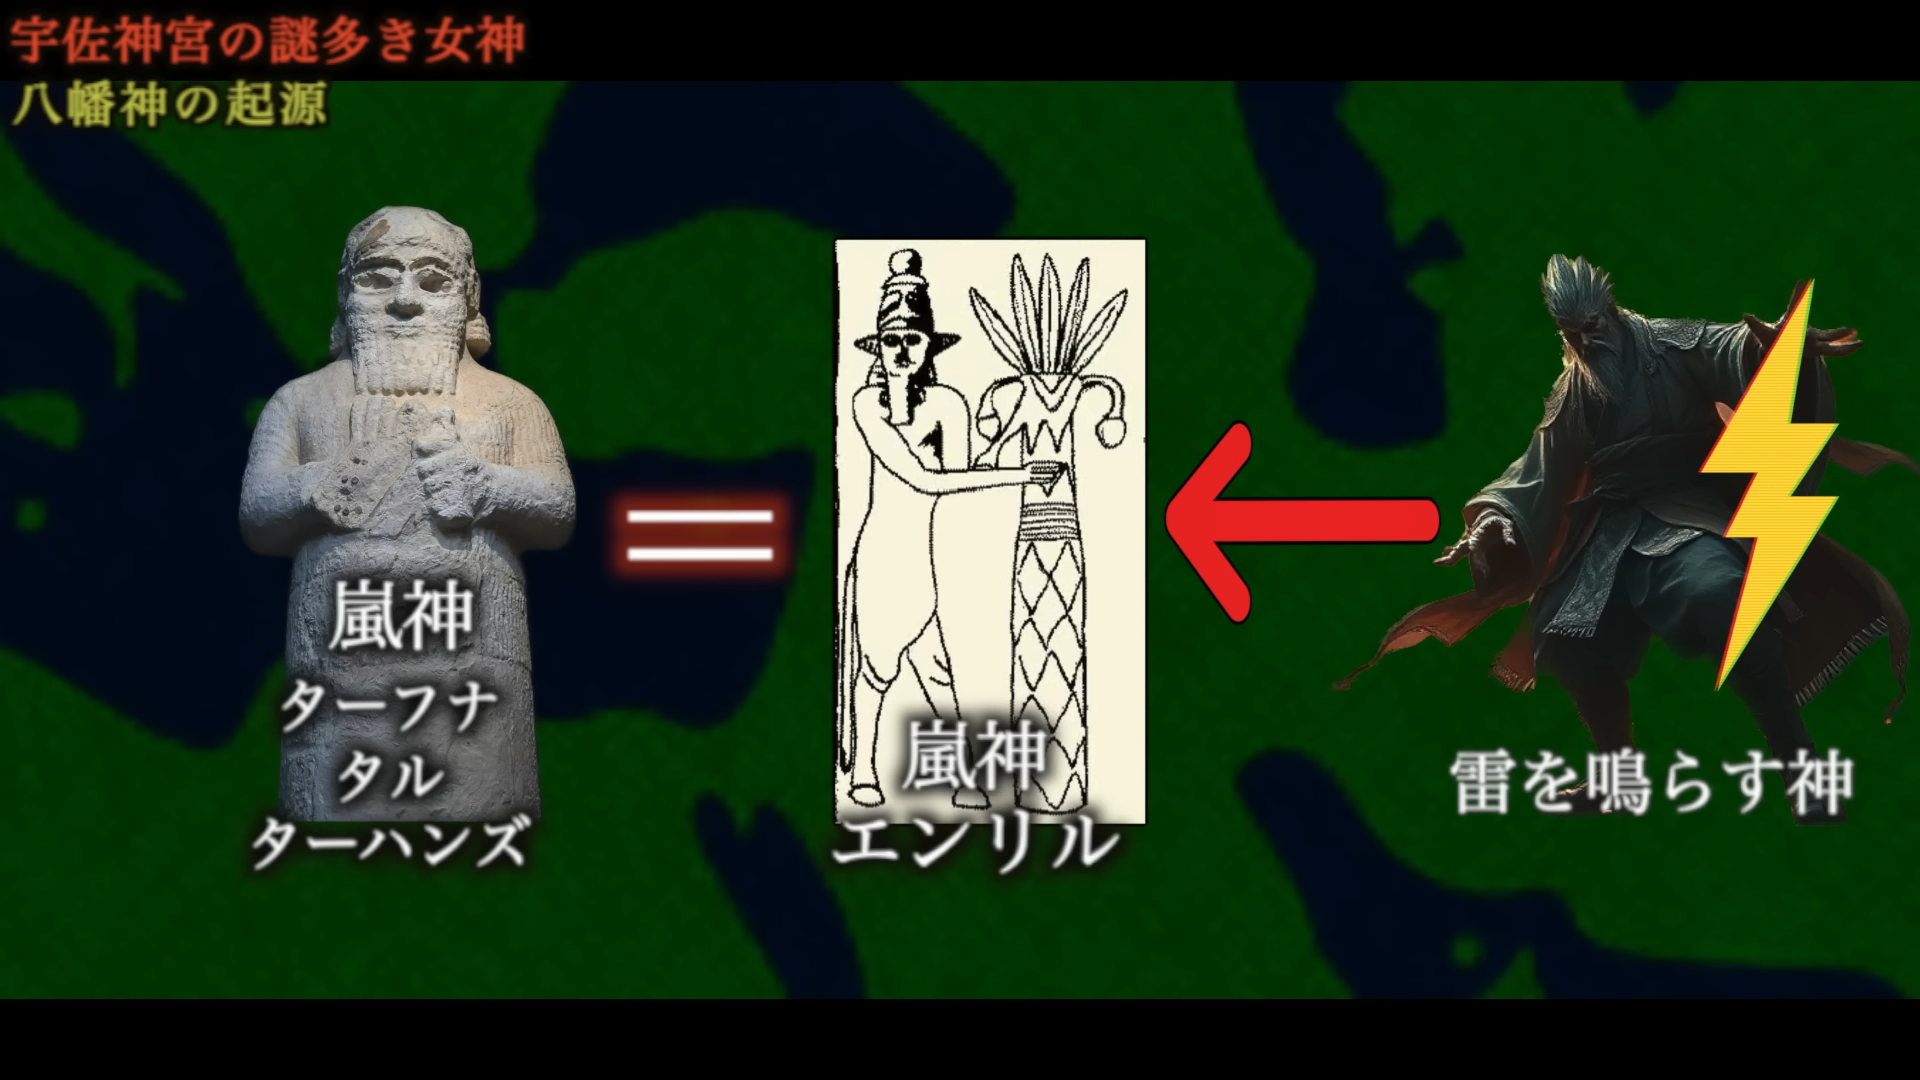 宇佐神宮の謎多き女神
八幡神の起源
嵐神
ターフナ
タル
ターハンズ
嵐神
エンリル
雷を鳴らす神